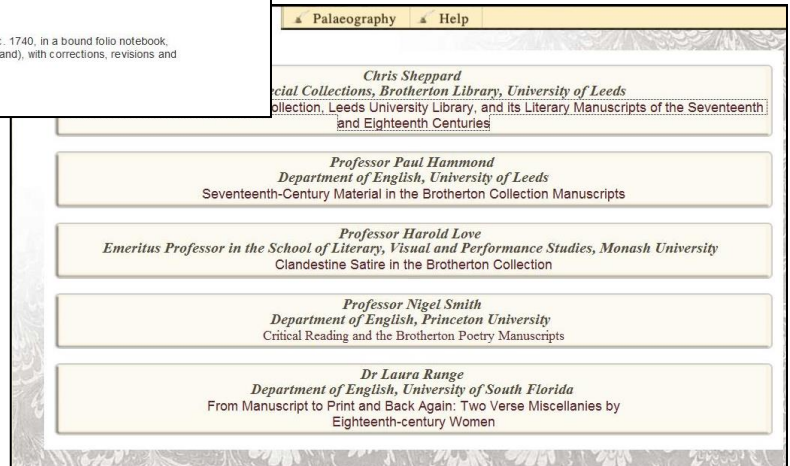 Palaeography Help
c. 1740, in a bound folio notebook,
and), with corrections, revisions and
Chris Sheppard
ecial Collections, Brotherton Library, University of Leeds
ollection, Leeds University Library, and its Literary Manuscripts of the Seventeenth
and Eighteenth Centuries
Professor Paul Hammond
Department of English, University of Leeds
Seventeenth-Century Material in the Brotherton Collection Manuscripts
Professor Harold Love
Emeritus Professor in the School of Literary, Visual and Performance Studies, Monash University
Clandestine Satire in the Brotherton Collection
Professor Nigel Smith
Department of English, Princeton University
Critical Reading and the Brotherton Poetry Manuscripts
Dr Laura Runge
Department of English, University of South Florida
From Manuscript to Print and Back Again: Two Verse Miscellanies by
Eighteenth-century Women